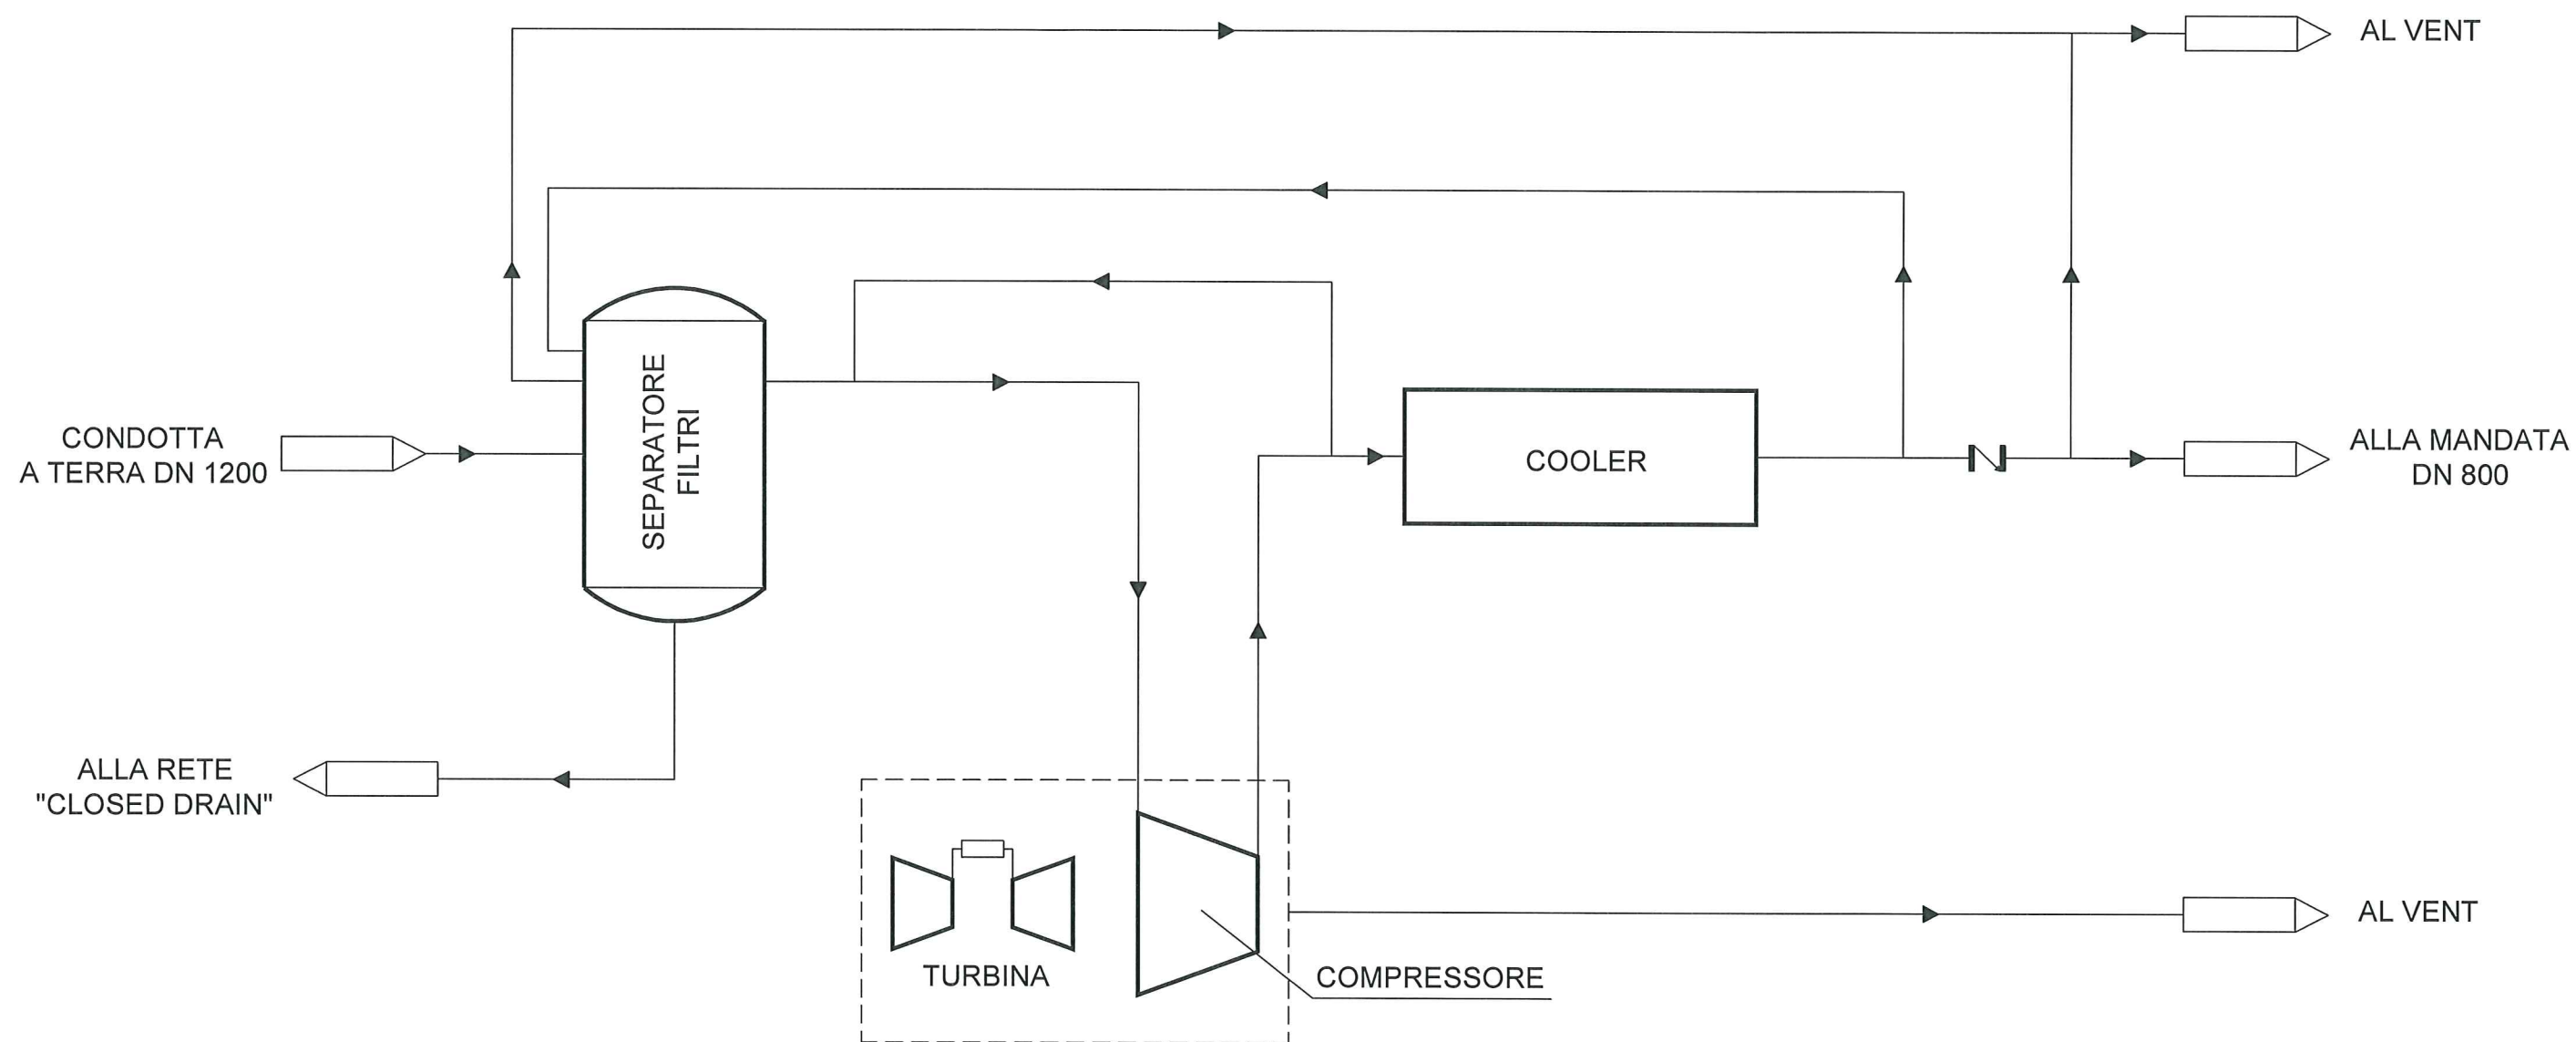 AL VENT
SEPARATORE
FILTRI
CONDOTTA
A TERRA DN 1200
COOLER
ALLA MANDATA
DN 800
ALLA RETE
"CLOSED DRAIN"
TURBINA
COMPRESSORE
AL VENT